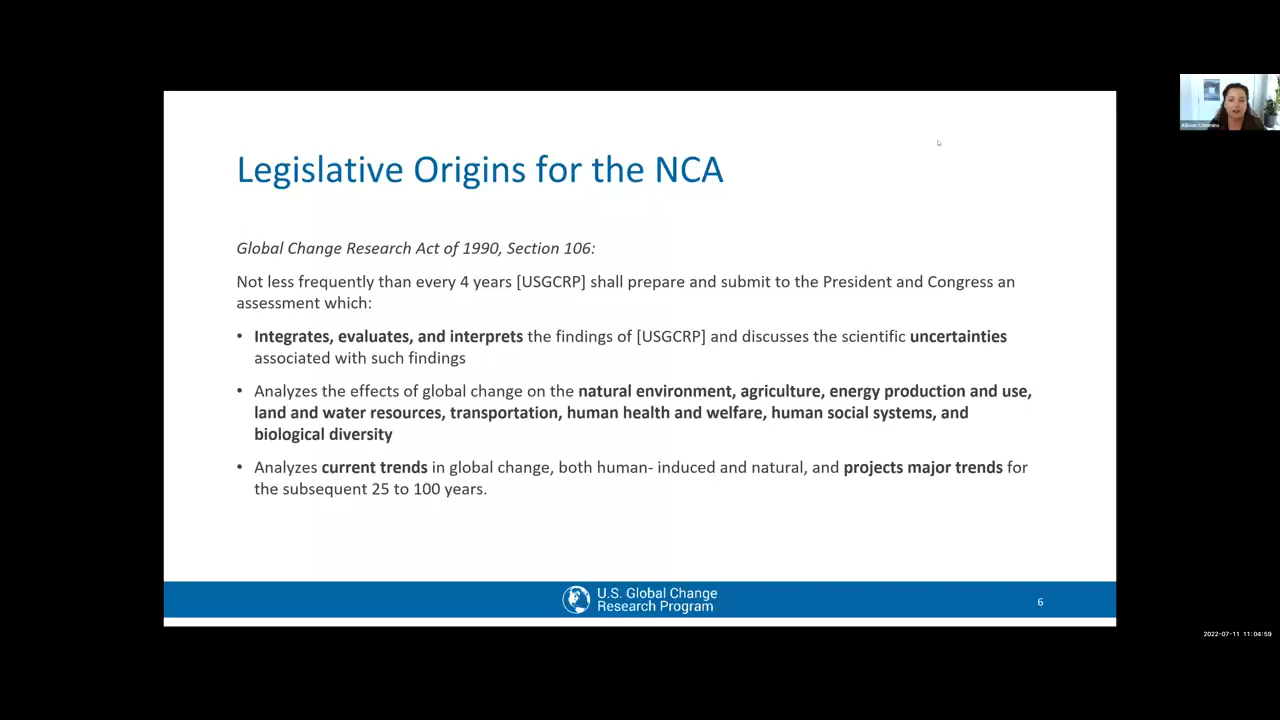 Legislative Origins for the NCA
Global Change Research Act of 1990, Section 106:
Not less frequently than every 4 years [USGCRP] shall prepare and submit to the President and Congress an
assessment which:
• Integrates, evaluates, and interprets the findings of [USGCRP] and discusses the scientific uncertainties
associated with such findings
• Analyzes the effects of global change on the natural environment, agriculture, energy production and use,
land and water resources, transportation, human health and welfare, human social systems, and
biological diversity
• Analyzes current trends in global change, both human- induced and natural, and projects major trends for
the subsequent 25 to 100 years.
U.S. Global Change
Research Program
6
Allison
2022-07-11 11:04:59